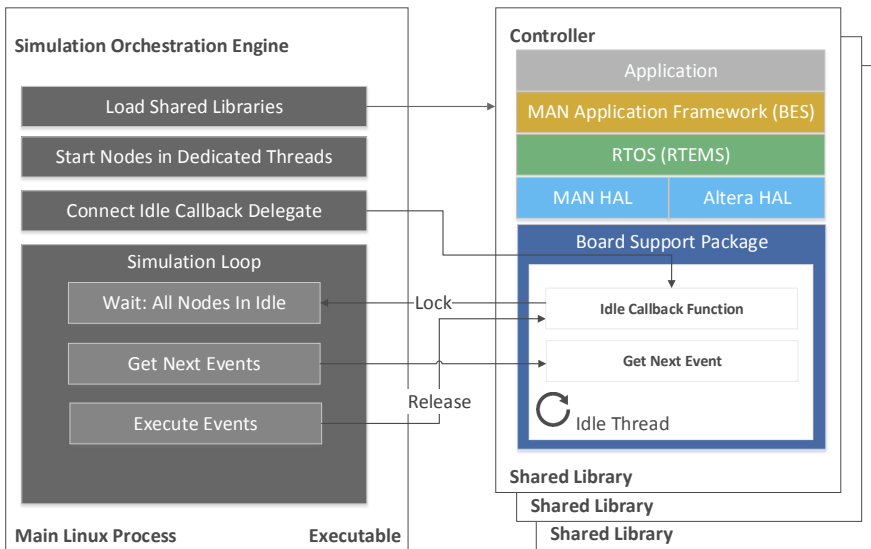 Simulation Orchestration Engine
Load Shared Libraries
Start Nodes in Dedicated Threads
Connect Idle Callback Delegate
Simulation Loop
Wait: All Nodes In Idle
Get Next Events
Execute Events
Main Linux Process
Executable
Lock
Release
Controller
Application
MAN Application Framework (BES)
RTOS (RTEMS)
MAN HAL
Altera HAL
Board Support Package
Idle Callback Function
Get Next Event
Idle Thread
Shared Library
Shared Library
Shared Library